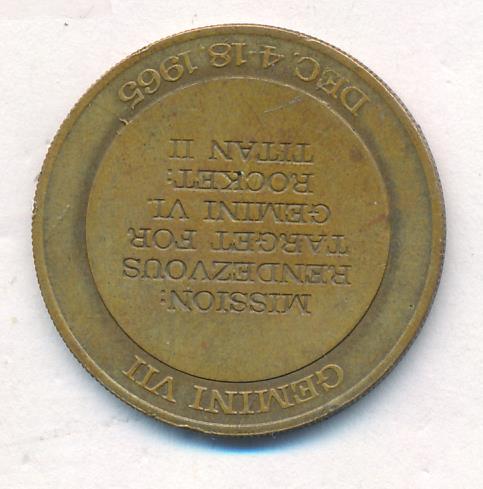 GEMINI VII
MISSION:
RENDEZVOUS
TARGET FOR
GEMINI VI.
ROCKET:
TITAN II
DEC. 4-18, 1965